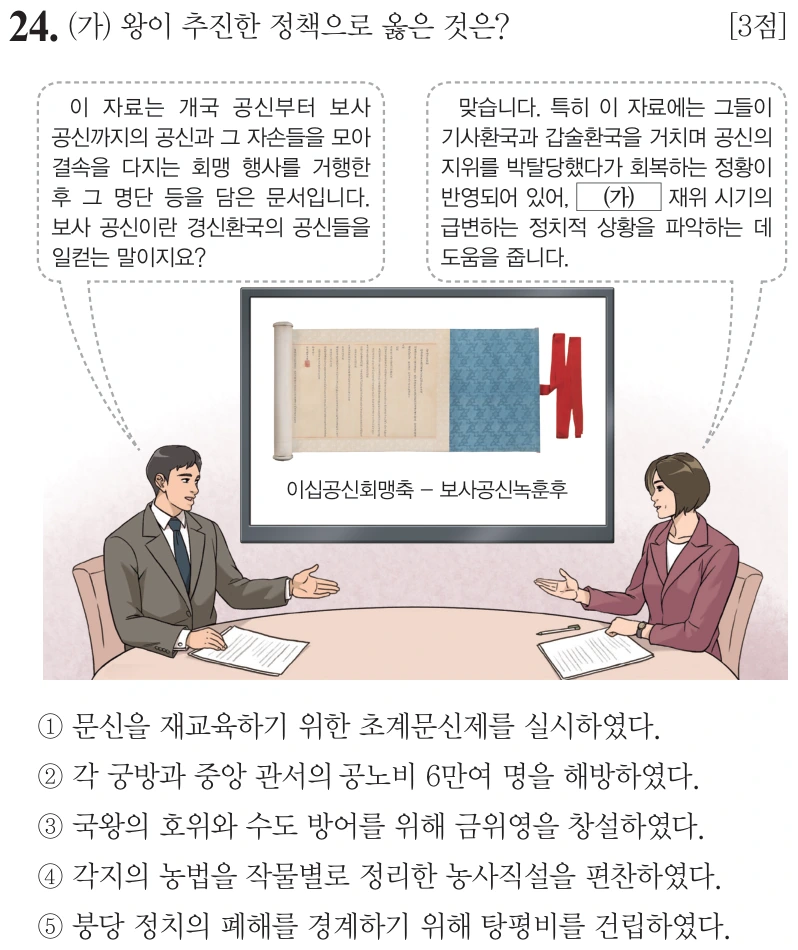 24. (가) 왕이 추진한 정책으로 옳은 것은? [3점]
이 자료는 개국 공신부터 보사
공신까지의 공신과 그 자손들을 모아
결속을 다지는 회맹 행사를 거행한
후 그 명단 등을 담은 문서입니다.
보사 공신이란 경신환국의 공신들을
일컫는 말이지요?
맞습니다. 특히 이 자료에는 그들이
기사환국과 갑술환국을 거치며 공신의
지위를 박탈당했다가 회복하는 정황이
반영되어 있어, (가) 재위 시기의
급변하는 정치적 상황을 파악하는 데
도움을 줍니다.
이십공신회맹축 – 보사공신녹훈후
① 문신을 재교육하기 위한 초계문신제를 실시하였다.
② 각 궁방과 중앙 관서의 공노비 6만여 명을 해방하였다.
③ 국왕의 호위와 수도 방어를 위해 금위영을 창설하였다.
④ 각지의 농법을 작물별로 정리한 농사직설을 편찬하였다.
⑤ 붕당 정치의 폐해를 경계하기 위해 탕평비를 건립하였다.